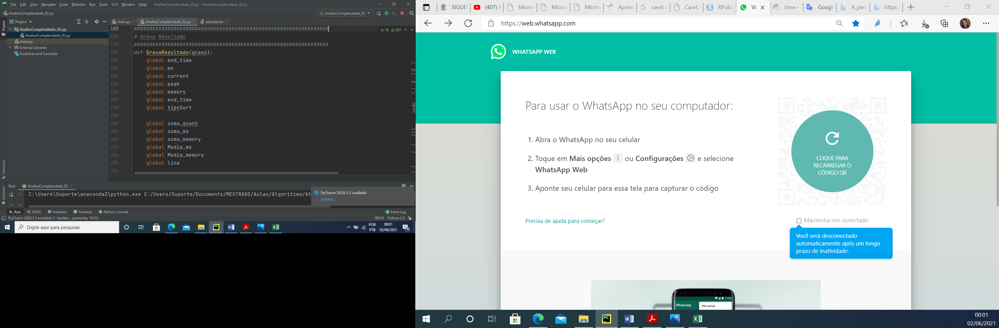 File Edit View Navigate Code Refactor Run Tools VCS Window Help AnaliseComplexidade_02.py - AnaliseComplexidade_02.py
AnaliseComplexidade_02.py
AnaliseComplexidade_02
Project
Project
main.py
AnaliseComplexidade_02.py
entrada.txt
AnaliseComplexidade_02.py
AnaliseComplexidade_02.py
main.py
External Libraries
Scratches and Consoles
16 247
188 ################################################################
189 # Grava Resultado
190 ################################################################
191 def GravaResultado(gcaso):
192 global end_time
193 global ms
194 global current
195 global peak
196 global memory
197 global end_time
198 global tipoSort
199
200 global soma_quant
201 global soma_ms
202 global soma_memory
203 global Media_ms
204 global Media_memory
205 global line
206
Structure
Favorites
Run: AnaliseComplexidade_02
C:\Users\Suporte\anaconda3\python.exe C:/Users/Suporte/Documents/MESTRADO/Aulas/Algoritimo/At
PyCharm 2020.3.5 available
Update...
Run TODO Problems Terminal Python Console
2 Event Log
PyCharm 2020.3.5 available // Update... (yesterday 18:01)
188:65 Python 3.8
Digite aqui para pesquisar
POR
PTB
00:01
02/06/2021
11
SIGUE
(407) R
Micros
Micros
Micros
Aprend
caret c
Caret,
RPubs
W
time –
Google
A_perc
https:/
https://web.whatsapp.com
WHATSAPP WEB
Para usar o WhatsApp no seu computador:
1. Abra o WhatsApp no seu celular
2. Toque em Mais opções ou Configurações e selecione
WhatsApp Web
3. Aponte seu celular para essa tela para capturar o código
Precisa de ajuda para começar?
CLIQUE PARA
RECARREGAR O
CÓDIGO QR
Mantenha-me conectado
Você será desconectado
automaticamente após um longo
prazo de inatividade.
11:50
WhatsApp
New group
00:01
02/06/2021